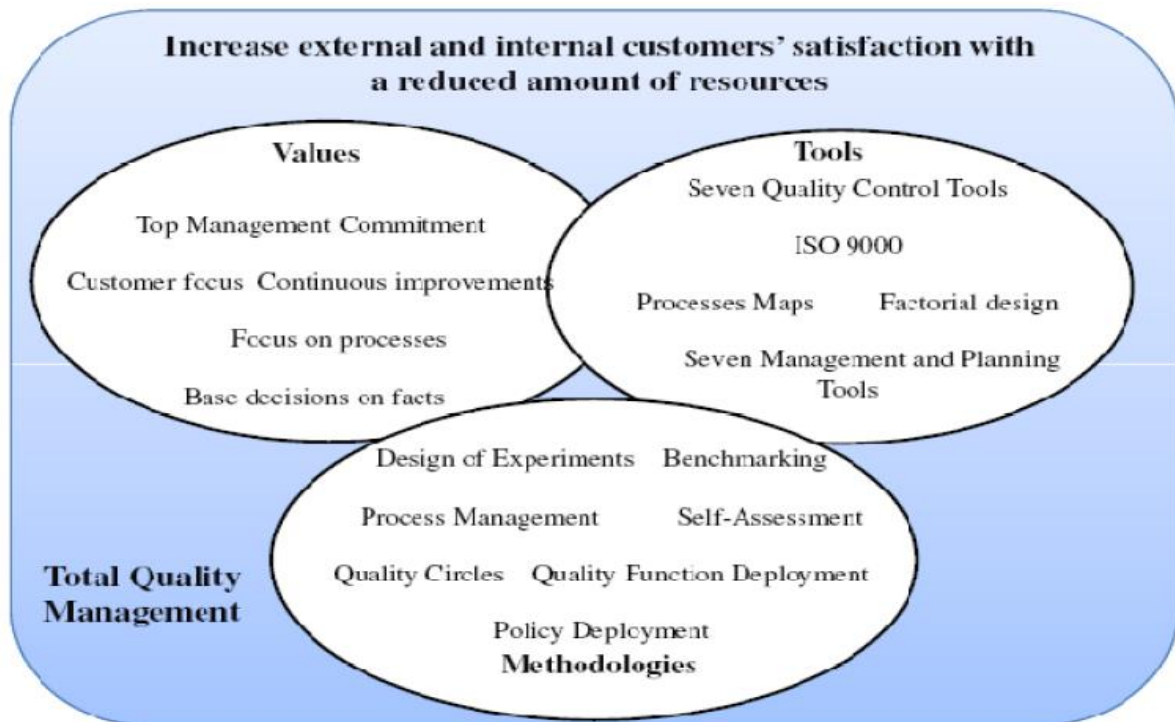 Increase external and internal customers' satisfaction with
a reduced amount of resources
Values
Top Management Commitment
Customer focus Continuous improvements
Focus on processes
Base decisions on facts
Tools
Seven Quality Control Tools
ISO 9000
Processes Maps Factorial design
Seven Management and Planning
Tools
Design of Experiments Benchmarking
Process Management Self-Assessment
Quality Circles Quality Function Deployment
Policy Deployment
Methodologies
Total Quality
Management